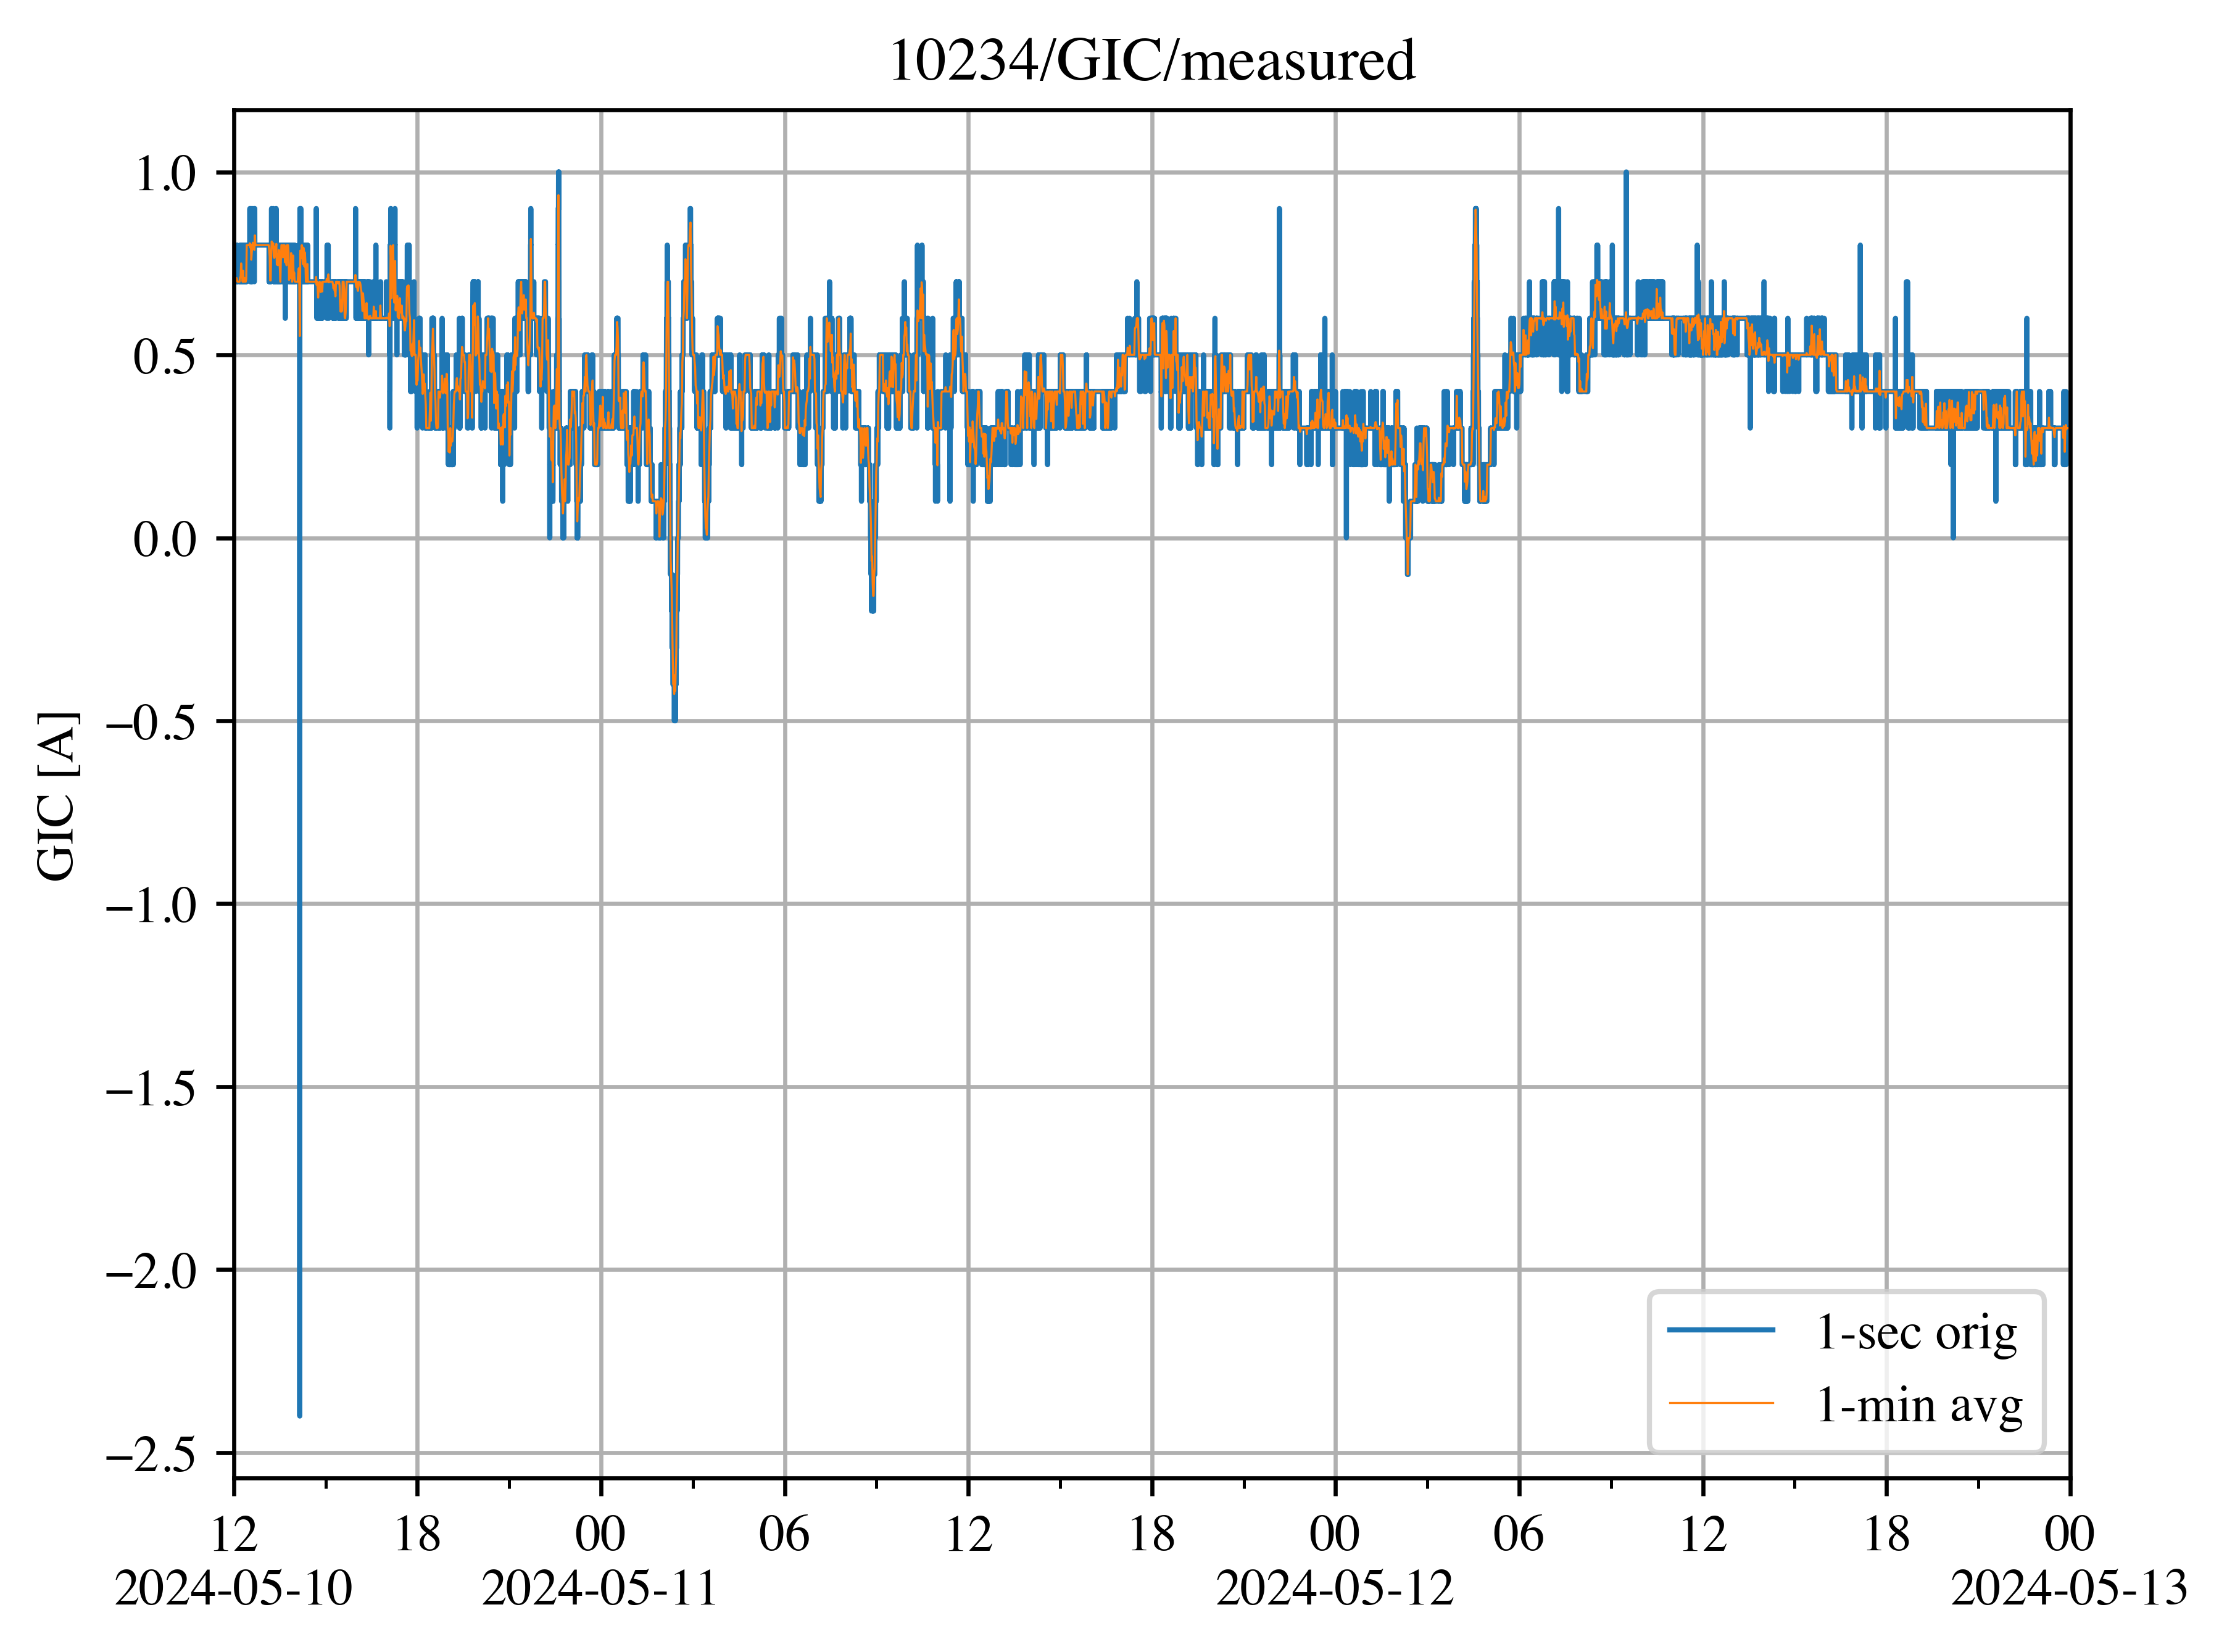 10234/GIC/measured
1.0
0.5
0.0
−0.5
−1.0
−1.5
−2.0
−2.5
GIC [A]
1-sec orig
1-min avg
12 18 00 06 12 18 00 06 12 18 00
2024-05-10 2024-05-11 2024-05-12 2024-05-13